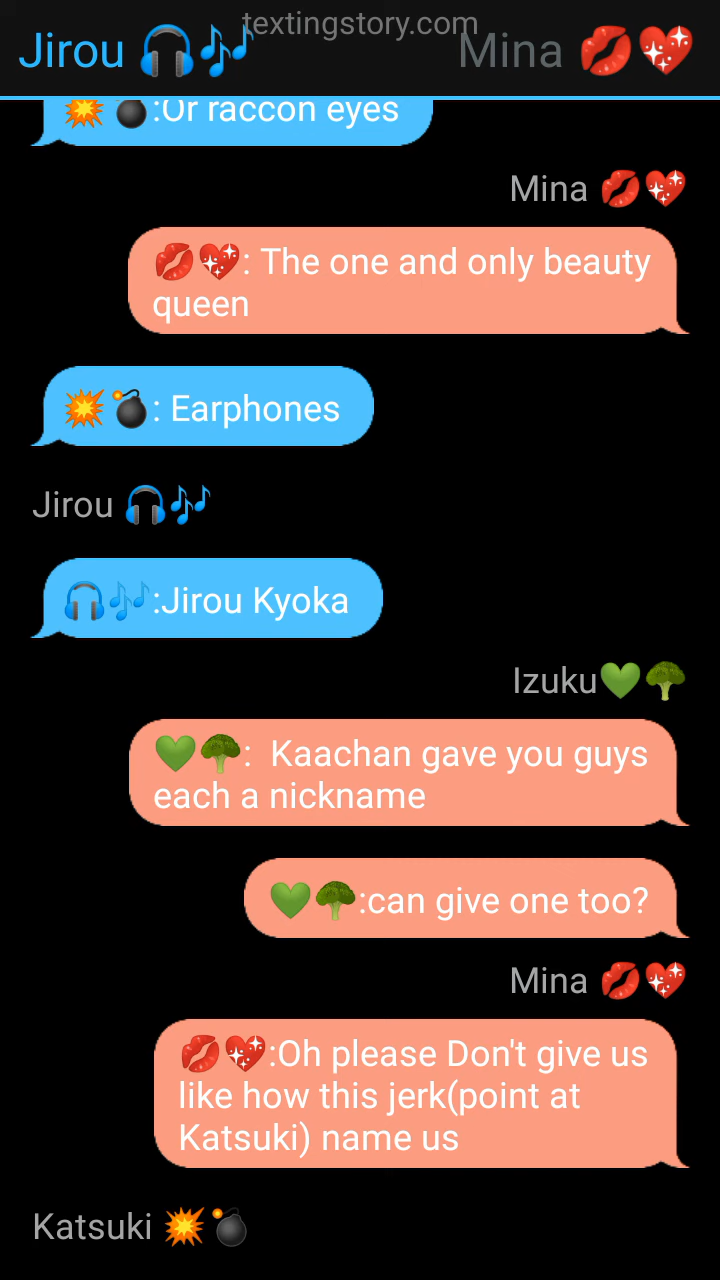 textingstory.com
Jirou 🎧🎶 Mina 💋💖
💥💣:Or raccon eyes
Mina 💋💖
💋💖: The one and only beauty
queen
💥💣: Earphones
Jirou 🎧🎶
🎧🎶:Jirou Kyoka
Izuku💚🥦
💚🥦:  Kaachan gave you guys
each a nickname
💚🥦:can give one too?
Mina 💋💖
💋💖:Oh please Don't give us
like how this jerk(point at
Katsuki) name us
Katsuki 💥💣